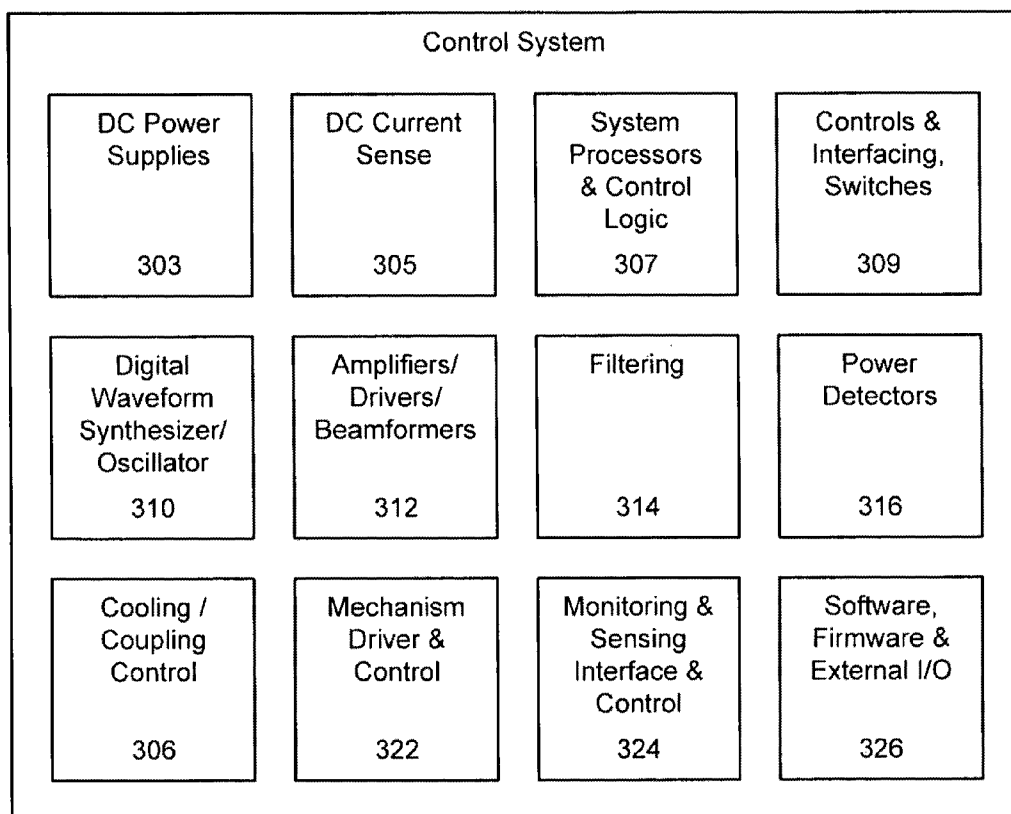 Control System
DC Power
Supplies
303
DC Current
Sense
305
System
Processors
& Control
Logic
307
Controls &
Interfacing,
Switches
309
Digital
Waveform
Synthesizer/
Oscillator
310
Amplifiers/
Drivers/
Beamformers
312
Filtering
314
Power
Detectors
316
Cooling /
Coupling
Control
306
Mechanism
Driver &
Control
322
Monitoring &
Sensing
Interface &
Control
324
Software,
Firmware &
External I/O
326